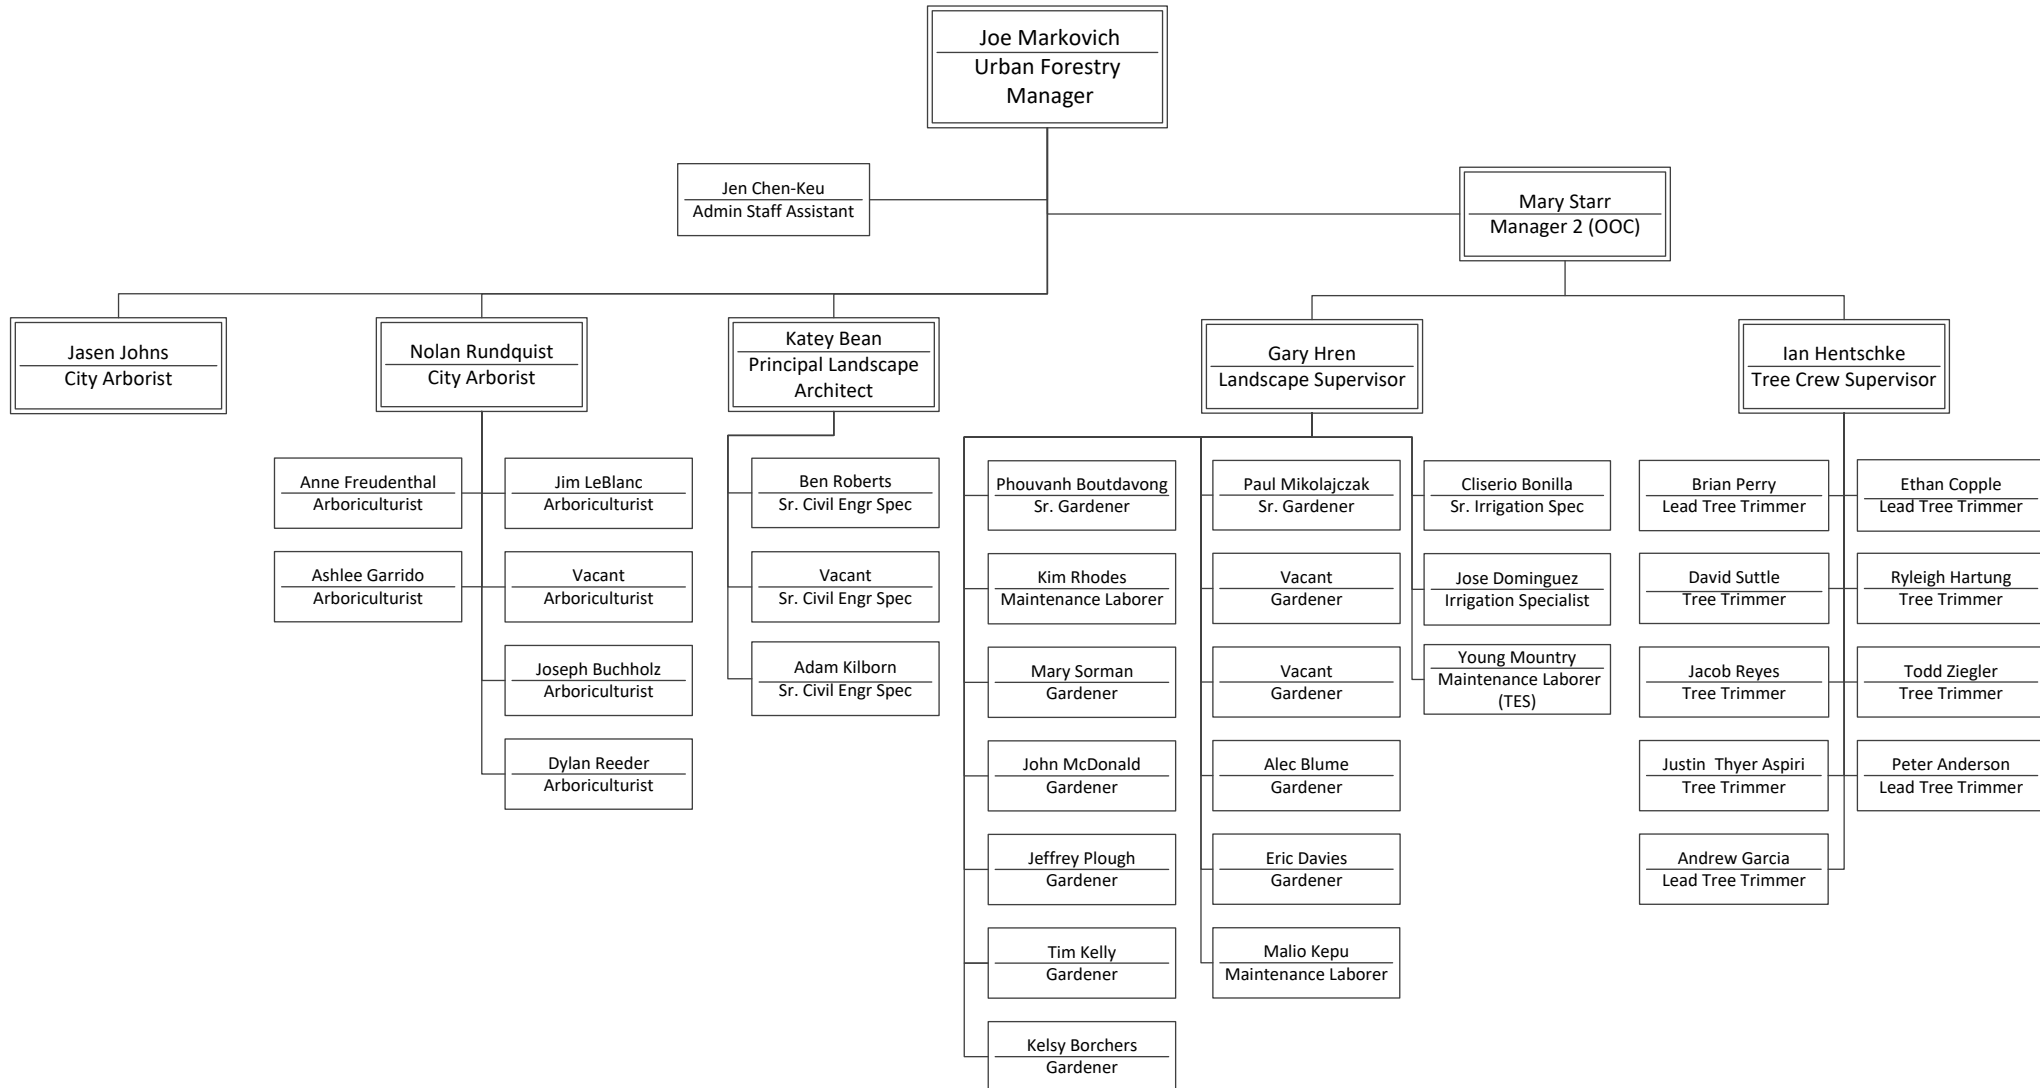 Joe Markovich
Urban Forestry
Manager
Jen Chen-Keu
Admin Staff Assistant
Mary Starr
Manager 2 (OOC)
Jasen Johns
City Arborist
Nolan Rundquist
City Arborist
Katey Bean
Principal Landscape
Architect
Gary Hren
Landscape Supervisor
Ian Hentschke
Tree Crew Supervisor
Anne Freudenthal
Arboriculturist
Jim LeBlanc
Arboriculturist
Ashlee Garrido
Arboriculturist
Vacant
Arboriculturist
Joseph Buchholz
Arboriculturist
Dylan Reeder
Arboriculturist
Ben Roberts
Sr. Civil Engr Spec
Vacant
Sr. Civil Engr Spec
Adam Kilborn
Sr. Civil Engr Spec
Phouvanh Boutdavong
Sr. Gardener
Kim Rhodes
Maintenance Laborer
Mary Sorman
Gardener
John McDonald
Gardener
Jeffrey Plough
Gardener
Tim Kelly
Gardener
Kelsy Borchers
Gardener
Paul Mikolajczak
Sr. Gardener
Vacant
Gardener
Vacant
Gardener
Alec Blume
Gardener
Eric Davies
Gardener
Malio Kepu
Maintenance Laborer
Cliserio Bonilla
Sr. Irrigation Spec
Jose Dominguez
Irrigation Specialist
Young Mountry
Maintenance Laborer
(TES)
Brian Perry
Lead Tree Trimmer
Ethan Copple
Lead Tree Trimmer
David Suttle
Tree Trimmer
Ryleigh Hartung
Tree Trimmer
Jacob Reyes
Tree Trimmer
Todd Ziegler
Tree Trimmer
Justin  Thyer Aspiri
Tree Trimmer
Peter Anderson
Lead Tree Trimmer
Andrew Garcia
Lead Tree Trimmer